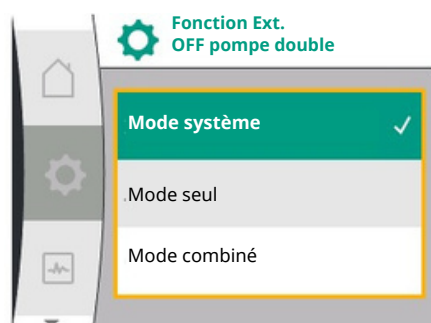 Fonction Ext.
OFF pompe double
Mode système
Mode seul
Mode combiné